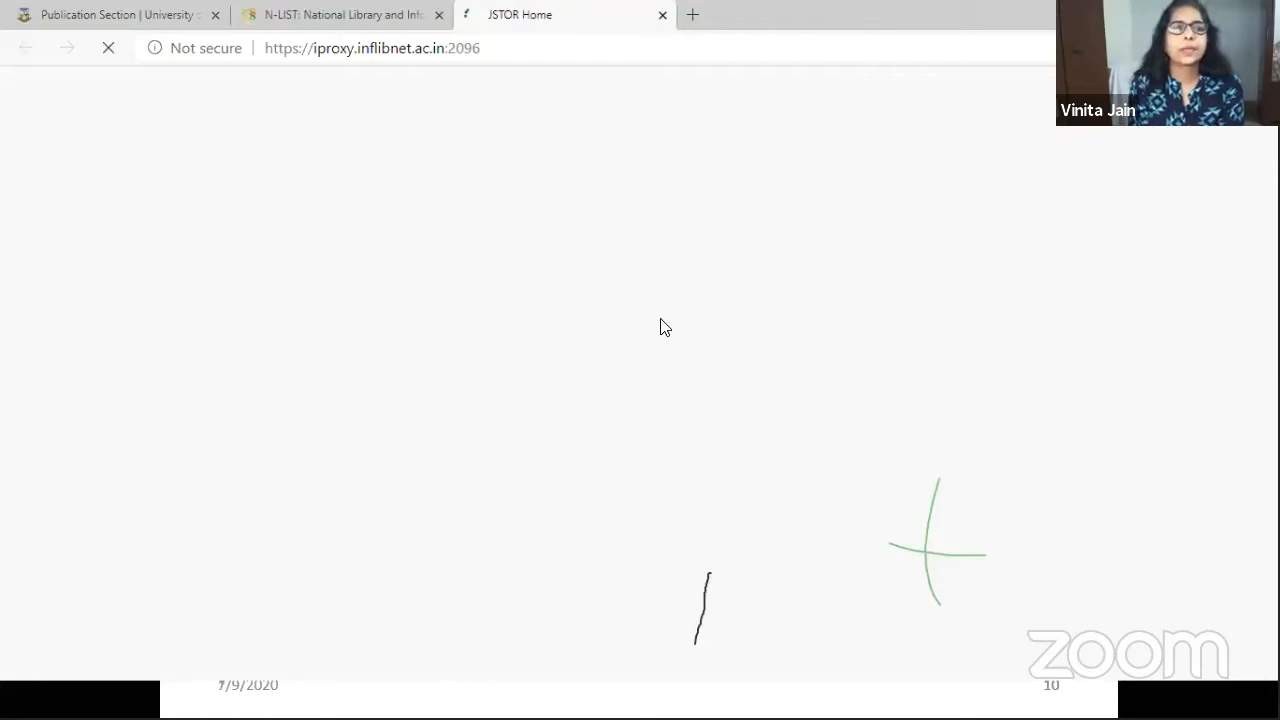 Publication Section | University
N-LIST: National Library and Info
JSTOR Home
Not secure
https://iproxy.inflibnet.ac.in:2096
Vinita Jain
zoom
7/9/2020
10